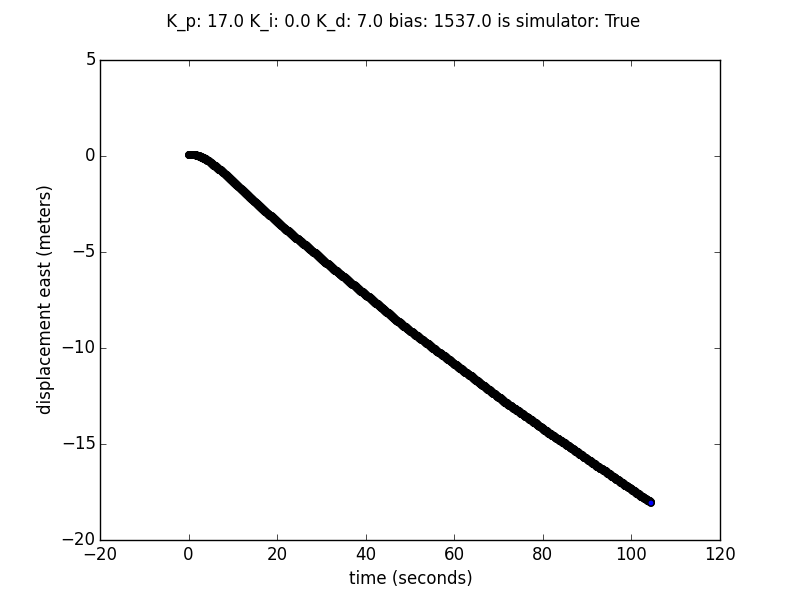 K_p: 17.0 K_i: 0.0 K_d: 7.0 bias: 1537.0 is simulator: True
5
0
−5
−10
−15
−20
displacement east (meters)
−20 0 20 40 60 80 100 120
time (seconds)